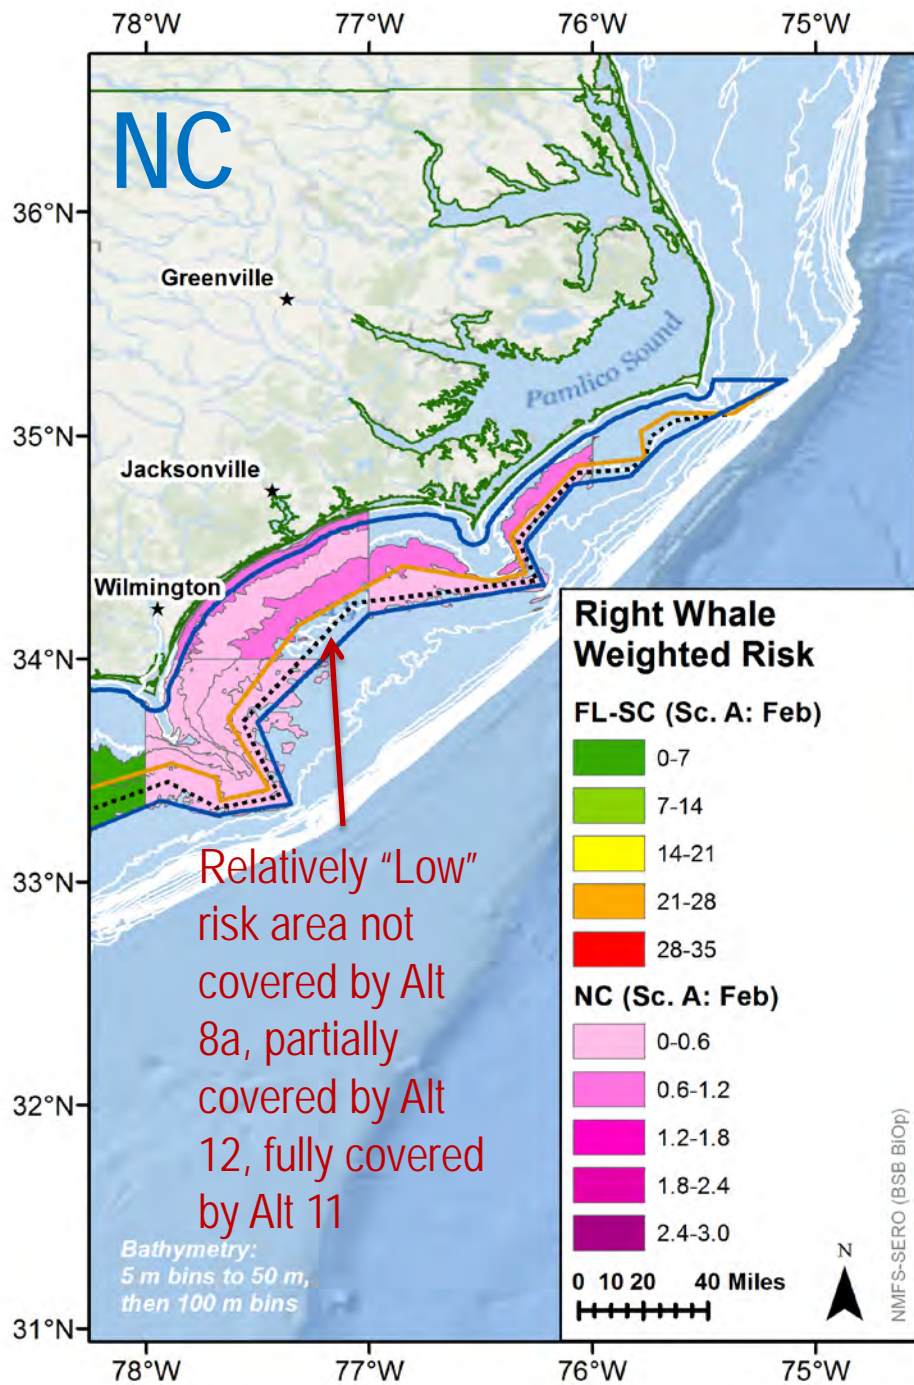 78°W 77°W 76°W 75°W
NC
36°N
Greenville
Pamlico Sound
35°N
Jacksonville
Wilmington
34°N
33°N
32°N
31°N
Relatively “Low”
risk area not
covered by Alt
8a, partially
covered by Alt
12, fully covered
by Alt 11
Bathymetry:
5 m bins to 50 m,
then 100 m bins
Right Whale
Weighted Risk
FL-SC (Sc. A: Feb)
0-7
7-14
14-21
21-28
28-35
NC (Sc. A: Feb)
0-0.6
0.6-1.2
1.2-1.8
1.8-2.4
2.4-3.0
0 10 20 40 Miles
N
NMFS-SERO (BSB BiOp)
78°W 77°W 76°W 75°W